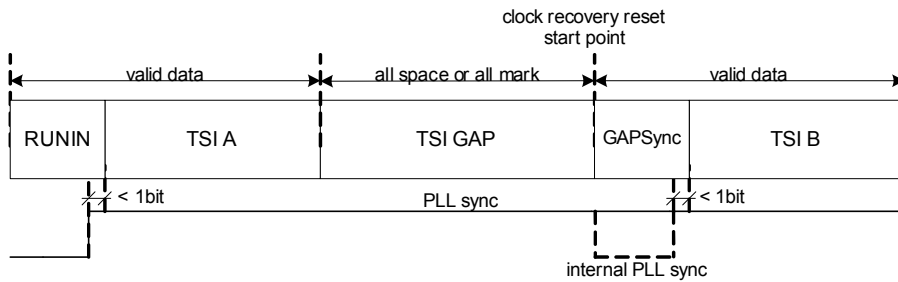 clock recovery reset
start point
valid data
all space or all mark
valid data
RUNIN
TSI A
TSI GAP
GAPSync
TSI B
< 1bit
PLL sync
< 1bit
internal PLL sync